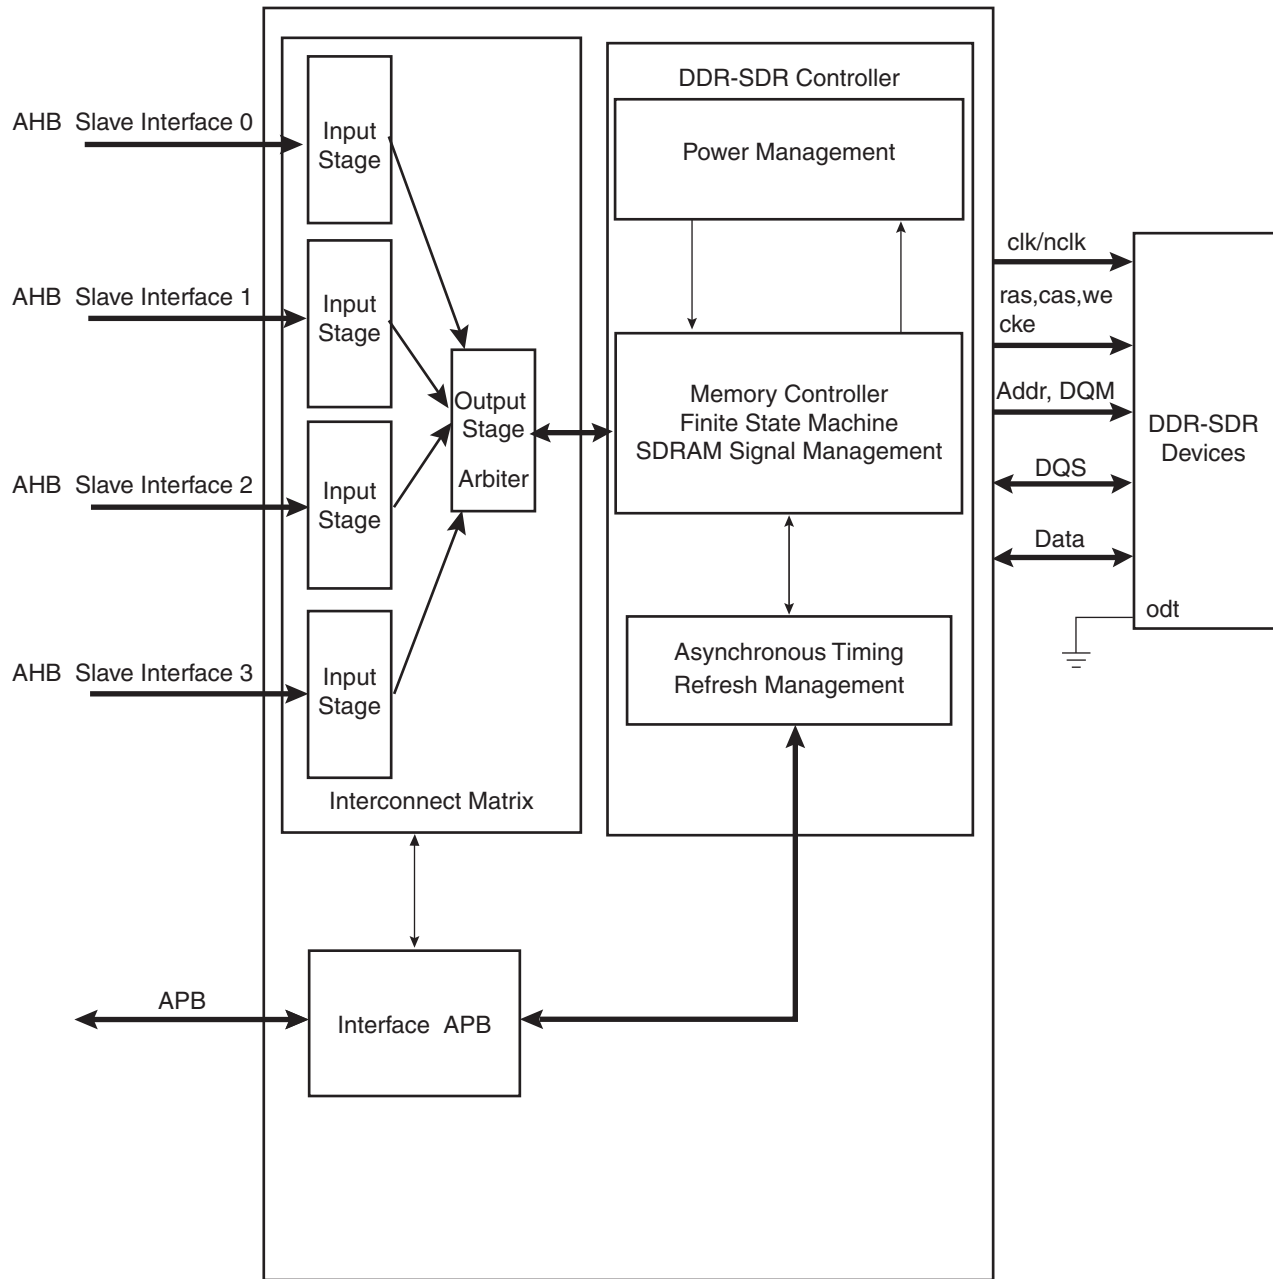 AHB Slave Interface 0
Input
Stage
AHB Slave Interface 1
Input
Stage
AHB Slave Interface 2
Input
Stage
AHB Slave Interface 3
Input
Stage
Output
Stage
Arbiter
Interconnect Matrix
DDR-SDR Controller
Power Management
Memory Controller
Finite State Machine
SDRAM Signal Management
Asynchronous Timing
Refresh Management
clk/nclk
ras,cas,we
cke
Addr, DQM
DQS
Data
odt
DDR-SDR
Devices
APB
Interface APB